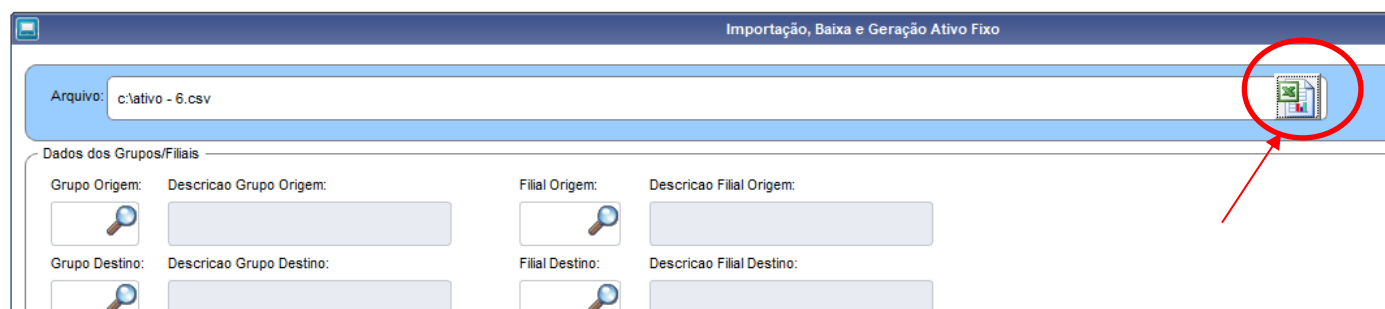 Importação, Baixa e Geração Ativo Fixo
Arquivo: c:\ativo - 6.csv
Dados dos Grupos/Filiais
Grupo Origem: Descricao Grupo Origem: Filial Origem: Descricao Filial Origem:
Grupo Destino: Descricao Grupo Destino: Filial Destino: Descricao Filial Destino: